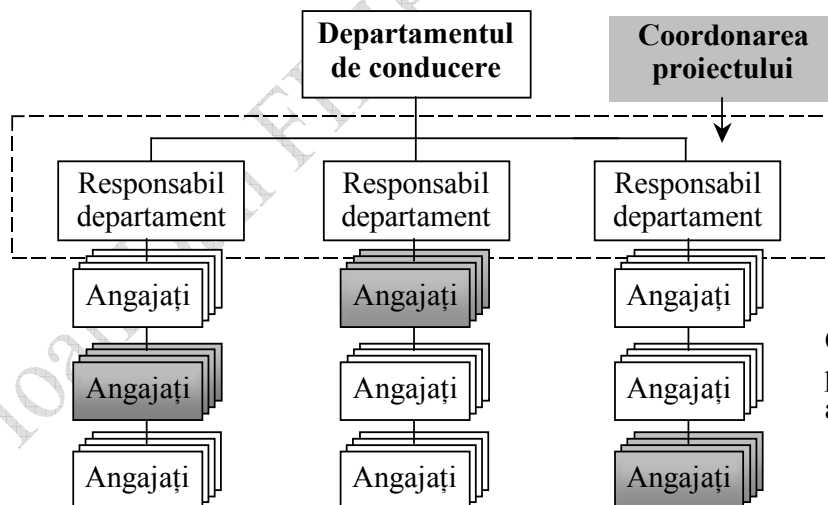 Departamentul
de conducere
Coordonarea
proiectului
Responsabil
departament
Responsabil
departament
Responsabil
departament
Angajați
Angajați
Angajați
Angajați
Angajați
Angajați
Angajați
Angajați
Angajați